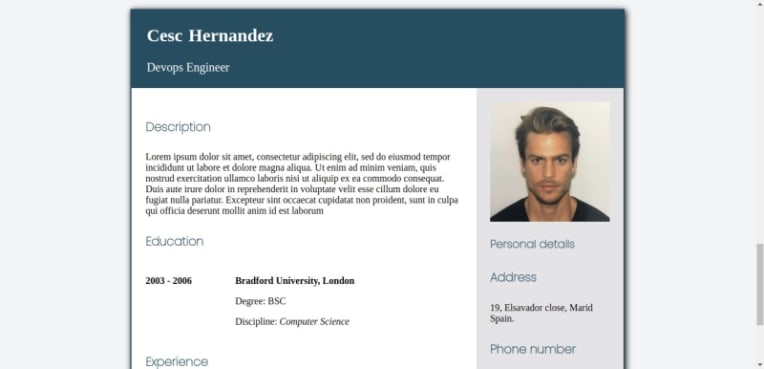 Cesc Hernandez
Devops Engineer
Description
Lorem ipsum dolor sit amet, consectetur adipiscing elit, sed do eiusmod tempor
incididunt ut labore et dolore magna aliqua. Ut enim ad minim veniam, quis
nostrud exercitation ullamco laboris nisi ut aliquip ex ea commodo consequat.
Duis aute irure dolor in reprehenderit in voluptate velit esse cillum dolore eu
fugiat nulla pariatur. Excepteur sint occaecat cupidatat non proident, sunt in culpa
qui officia deserunt mollit anim id est laborum
Education
2003 - 2006 Bradford University, London
Degree: BSC
Discipline: Computer Science
Experience
Personal details
Address
19, Elsavador close, Marid
Spain.
Phone number